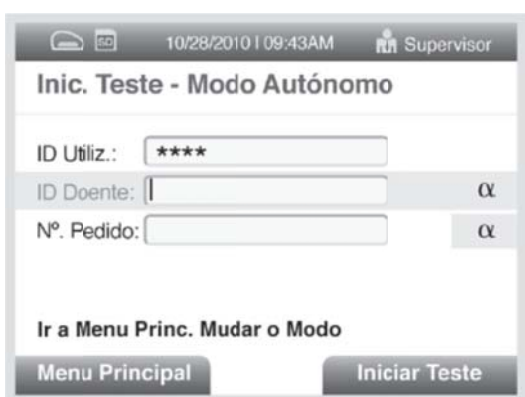 SD 10/28/2010 | 09:43AM Supervisor
Inic. Teste - Modo Autónomo
ID Utiliz.: ****
ID Doente: α
Nº. Pedido: α
Ir a Menu Princ. Mudar o Modo
Menu Principal Iniciar Teste